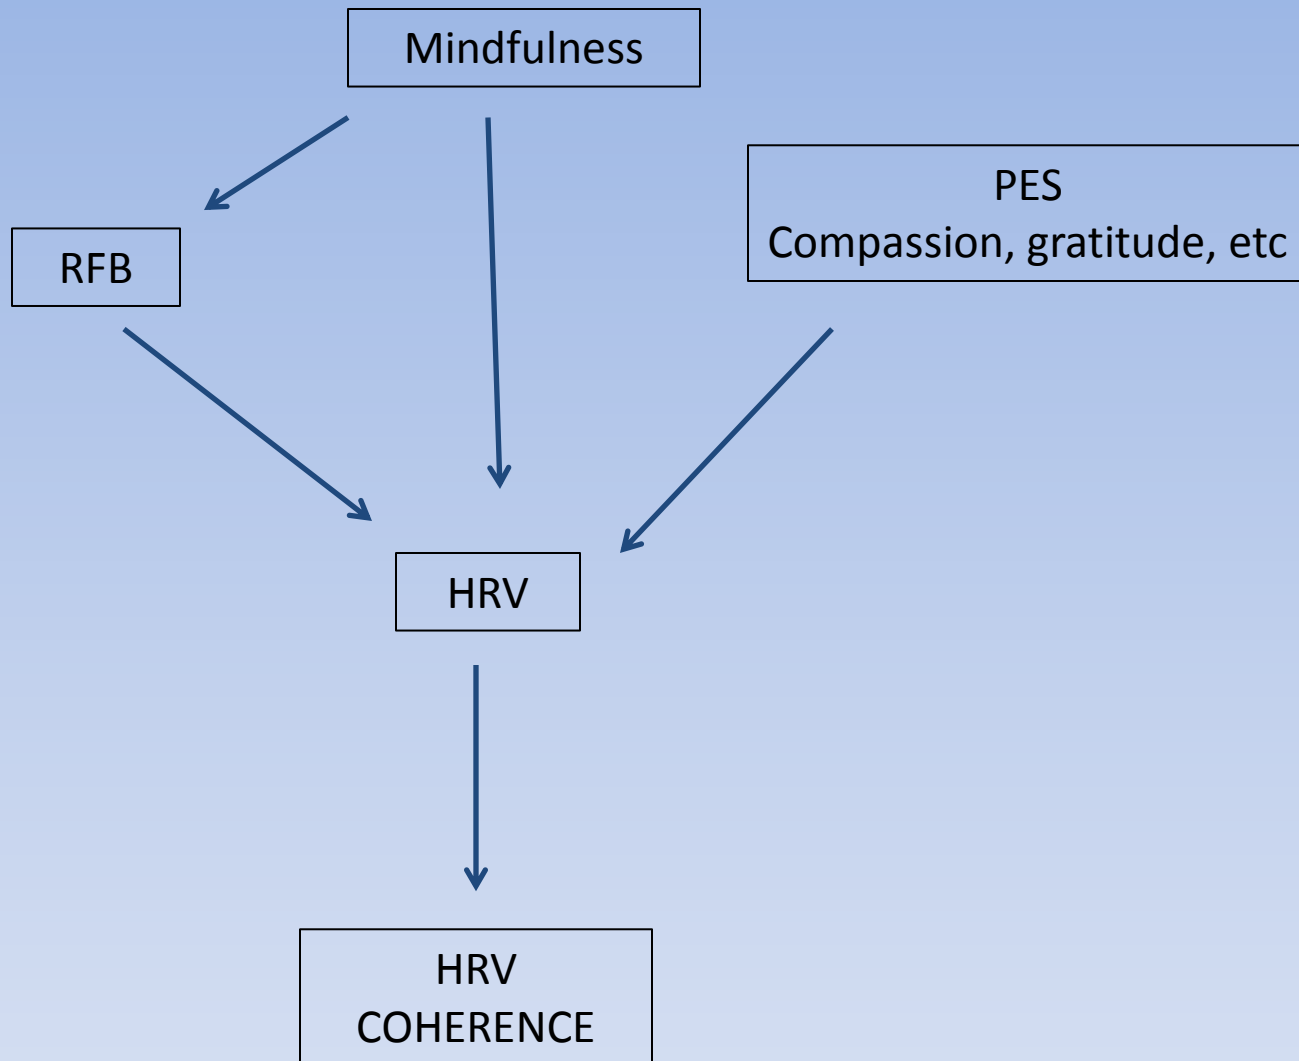 Mindfulness
PES
Compassion, gratitude, etc
RFB
HRV
HRV
COHERENCE